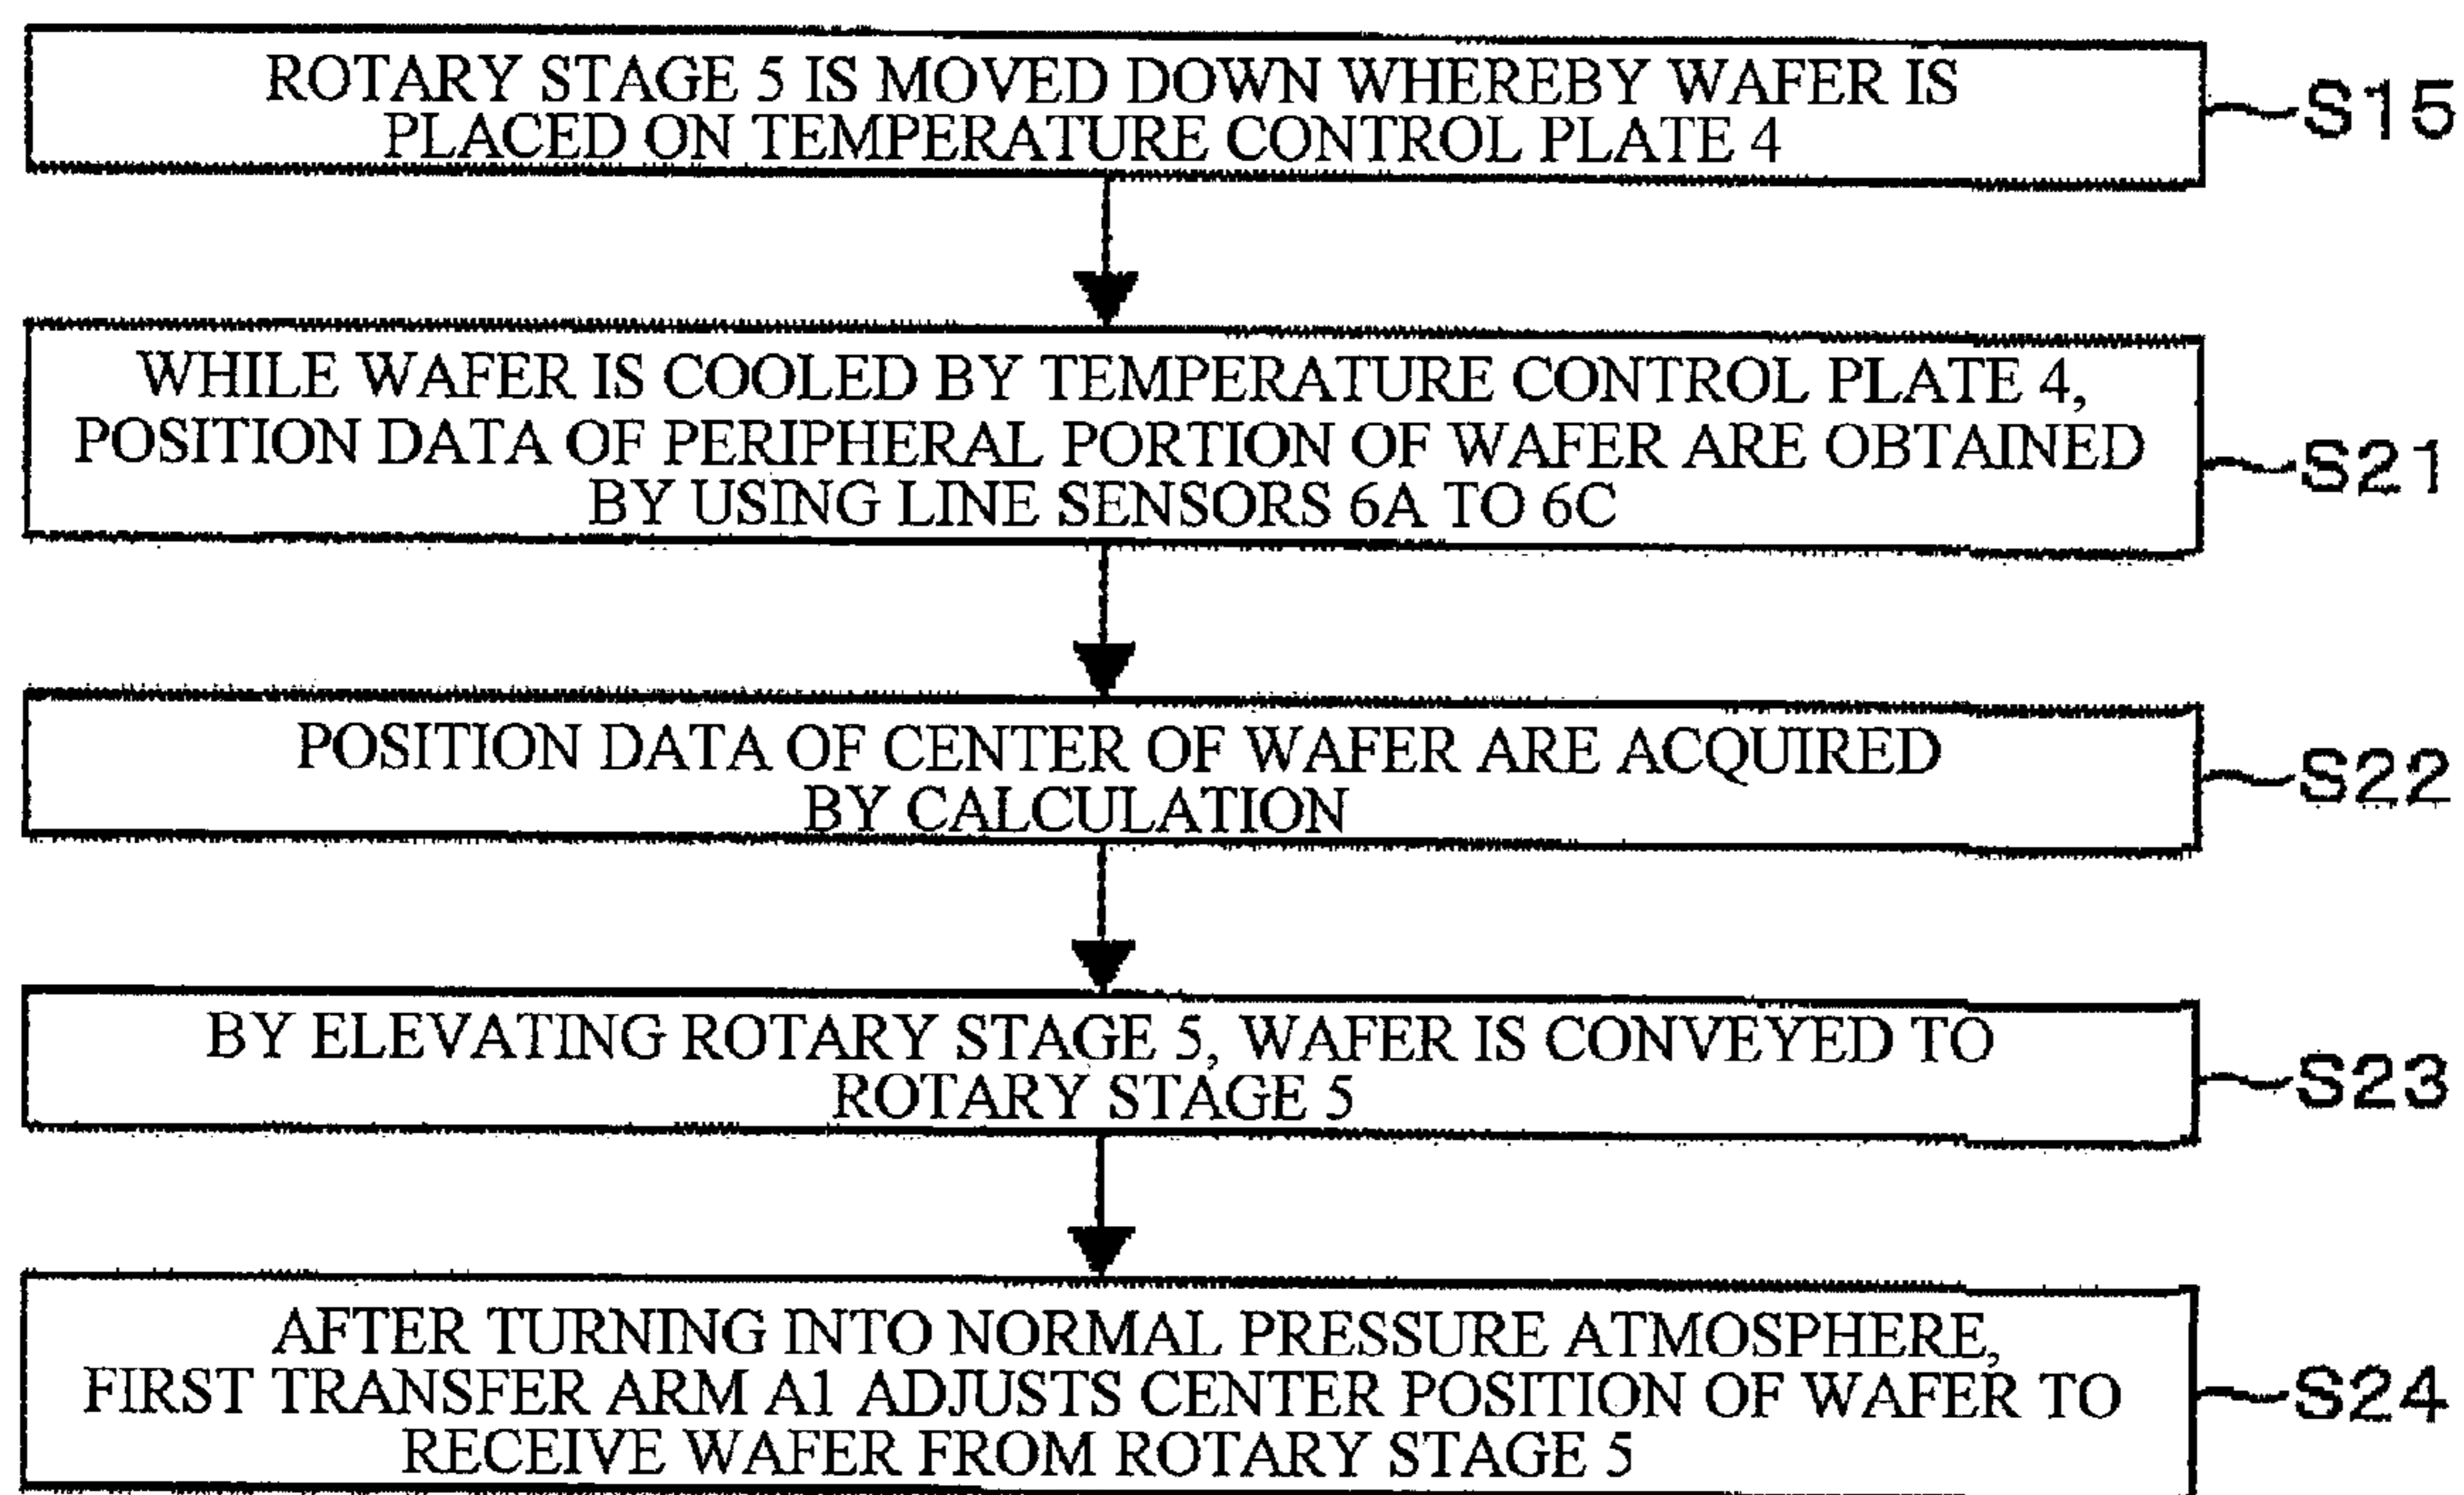 ROTARY STAGE 5 IS MOVED DOWN WHEREBY WAFER IS
PLACED ON TEMPERATURE CONTROL PLATE 4
S15
WHILE WAFER IS COOLED BY TEMPERATURE CONTROL PLATE 4,
POSITION DATA OF PERIPHERAL PORTION OF WAFER ARE OBTAINED
BY USING LINE SENSORS 6A TO 6C
S21
POSITION DATA OF CENTER OF WAFER ARE ACQUIRED
BY CALCULATION
S22
BY ELEVATING ROTARY STAGE 5, WAFER IS CONVEYED TO
ROTARY STAGE 5
S23
AFTER TURNING INTO NORMAL PRESSURE ATMOSPHERE,
FIRST TRANSFER ARM A1 ADJUSTS CENTER POSITION OF WAFER TO
RECEIVE WAFER FROM ROTARY STAGE 5
S24